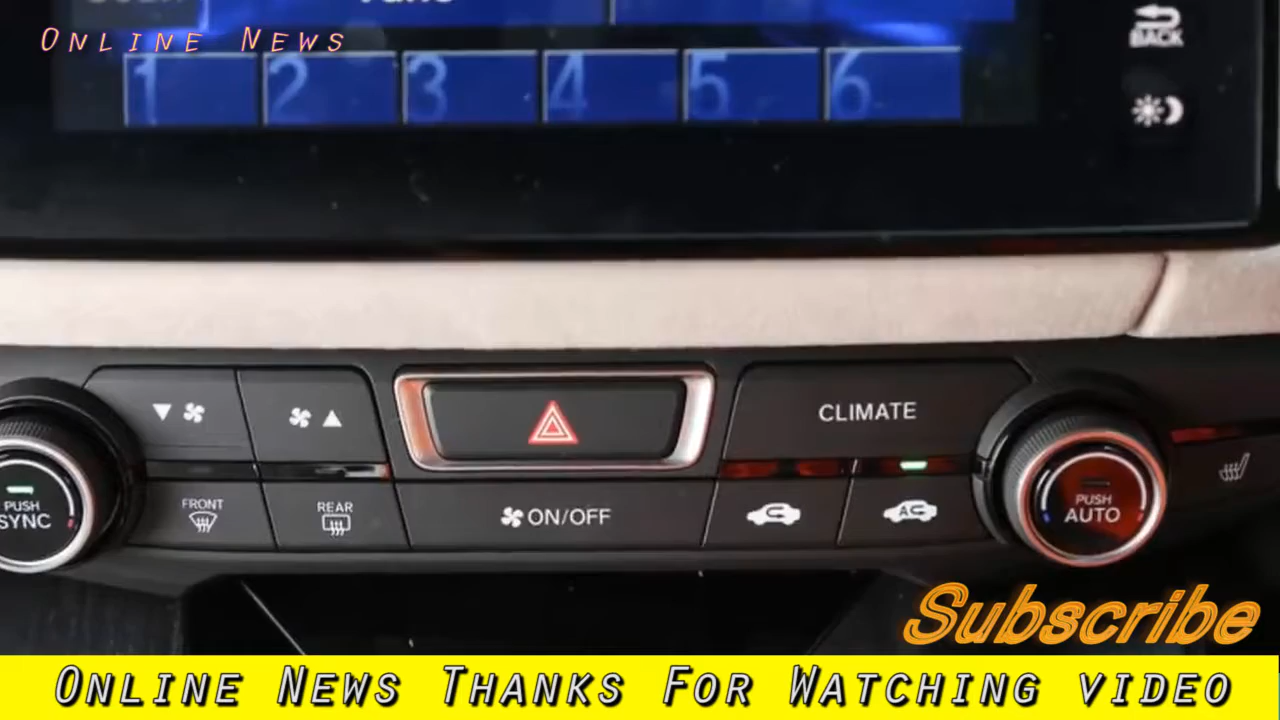 Tune
ONLINE NEWS
BACK
1 2 3 4 5 6
CLIMATE
PUSH
SYNC
FRONT
REAR
ON/OFF
A/C
PUSH
AUTO
Subscribe
ONLINE NEWS THANKS FOR WATCHING VIDEO